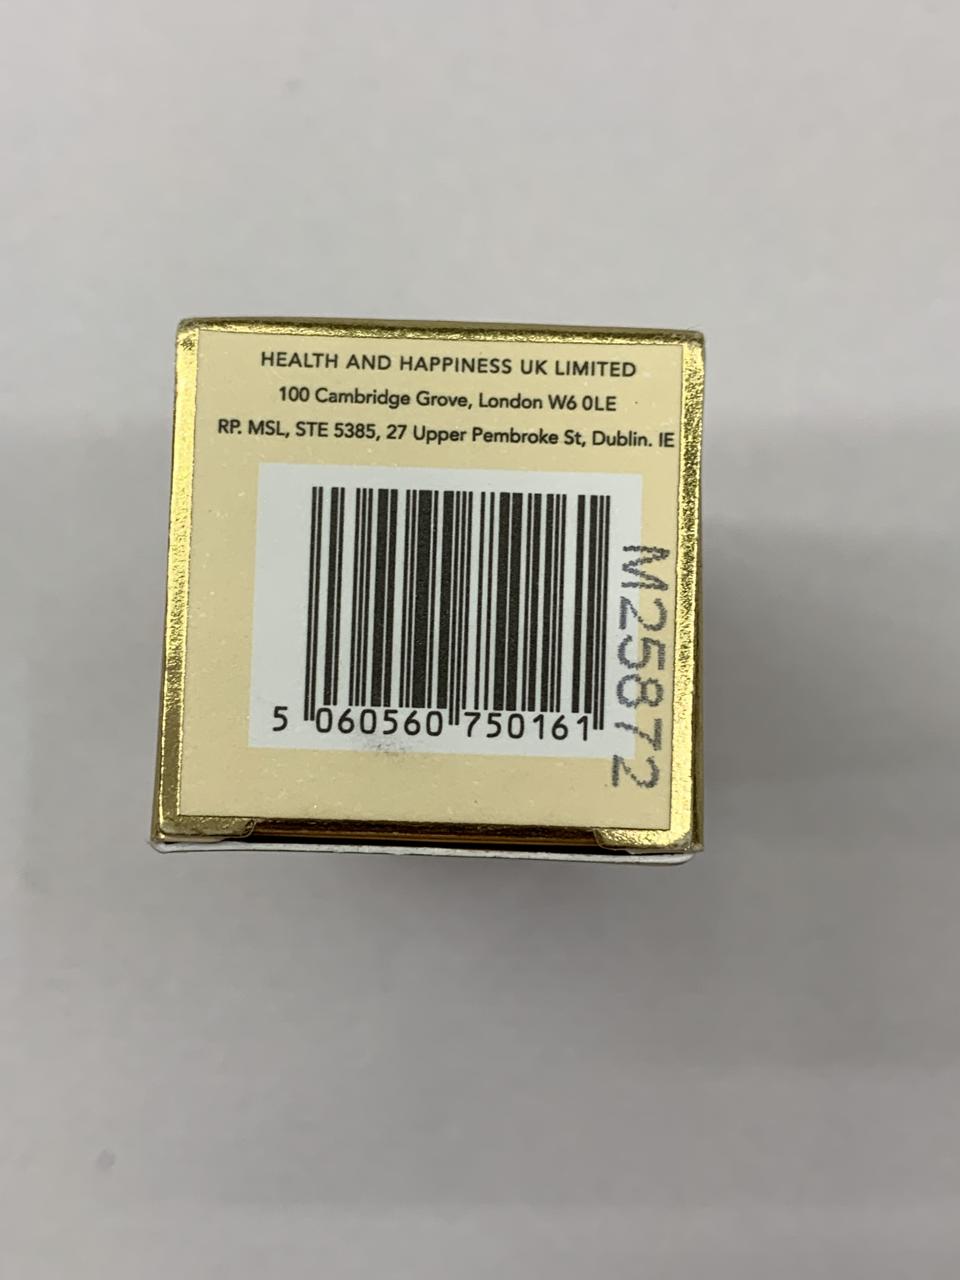 HEALTH AND HAPPINESS UK LIMITED
100 Cambridge Grove, London W6 0LE
RP. MSL, STE 5385, 27 Upper Pembroke St, Dublin. IE
5 060560 750161
M25872